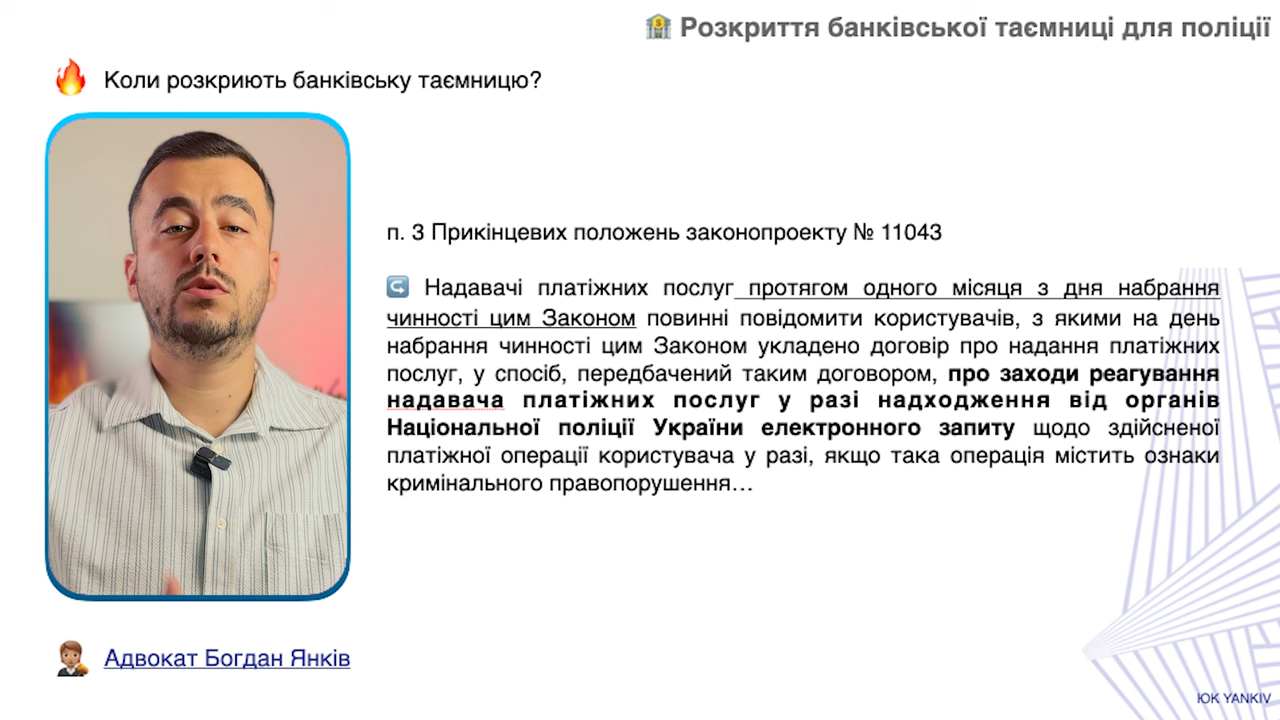 Розкриття банківської таємниці для поліції
Коли розкриють банківську таємницю?
п. 3 Прикінцевих положень законопроекту № 11043
Надавачі платіжних послуг протягом одного місяця з дня набрання
чинності цим Законом повинні повідомити користувачів, з якими на день
набрання чинності цим Законом укладено договір про надання платіжних
послуг, у спосіб, передбачений таким договором, про заходи реагування
надавача платіжних послуг у разі надходження від органів
Національної поліції України електронного запиту щодо здійсненої
платіжної операції користувача у разі, якщо така операція містить ознаки
кримінального правопорушення…
Адвокат Богдан Янків
ЮК YANKIV